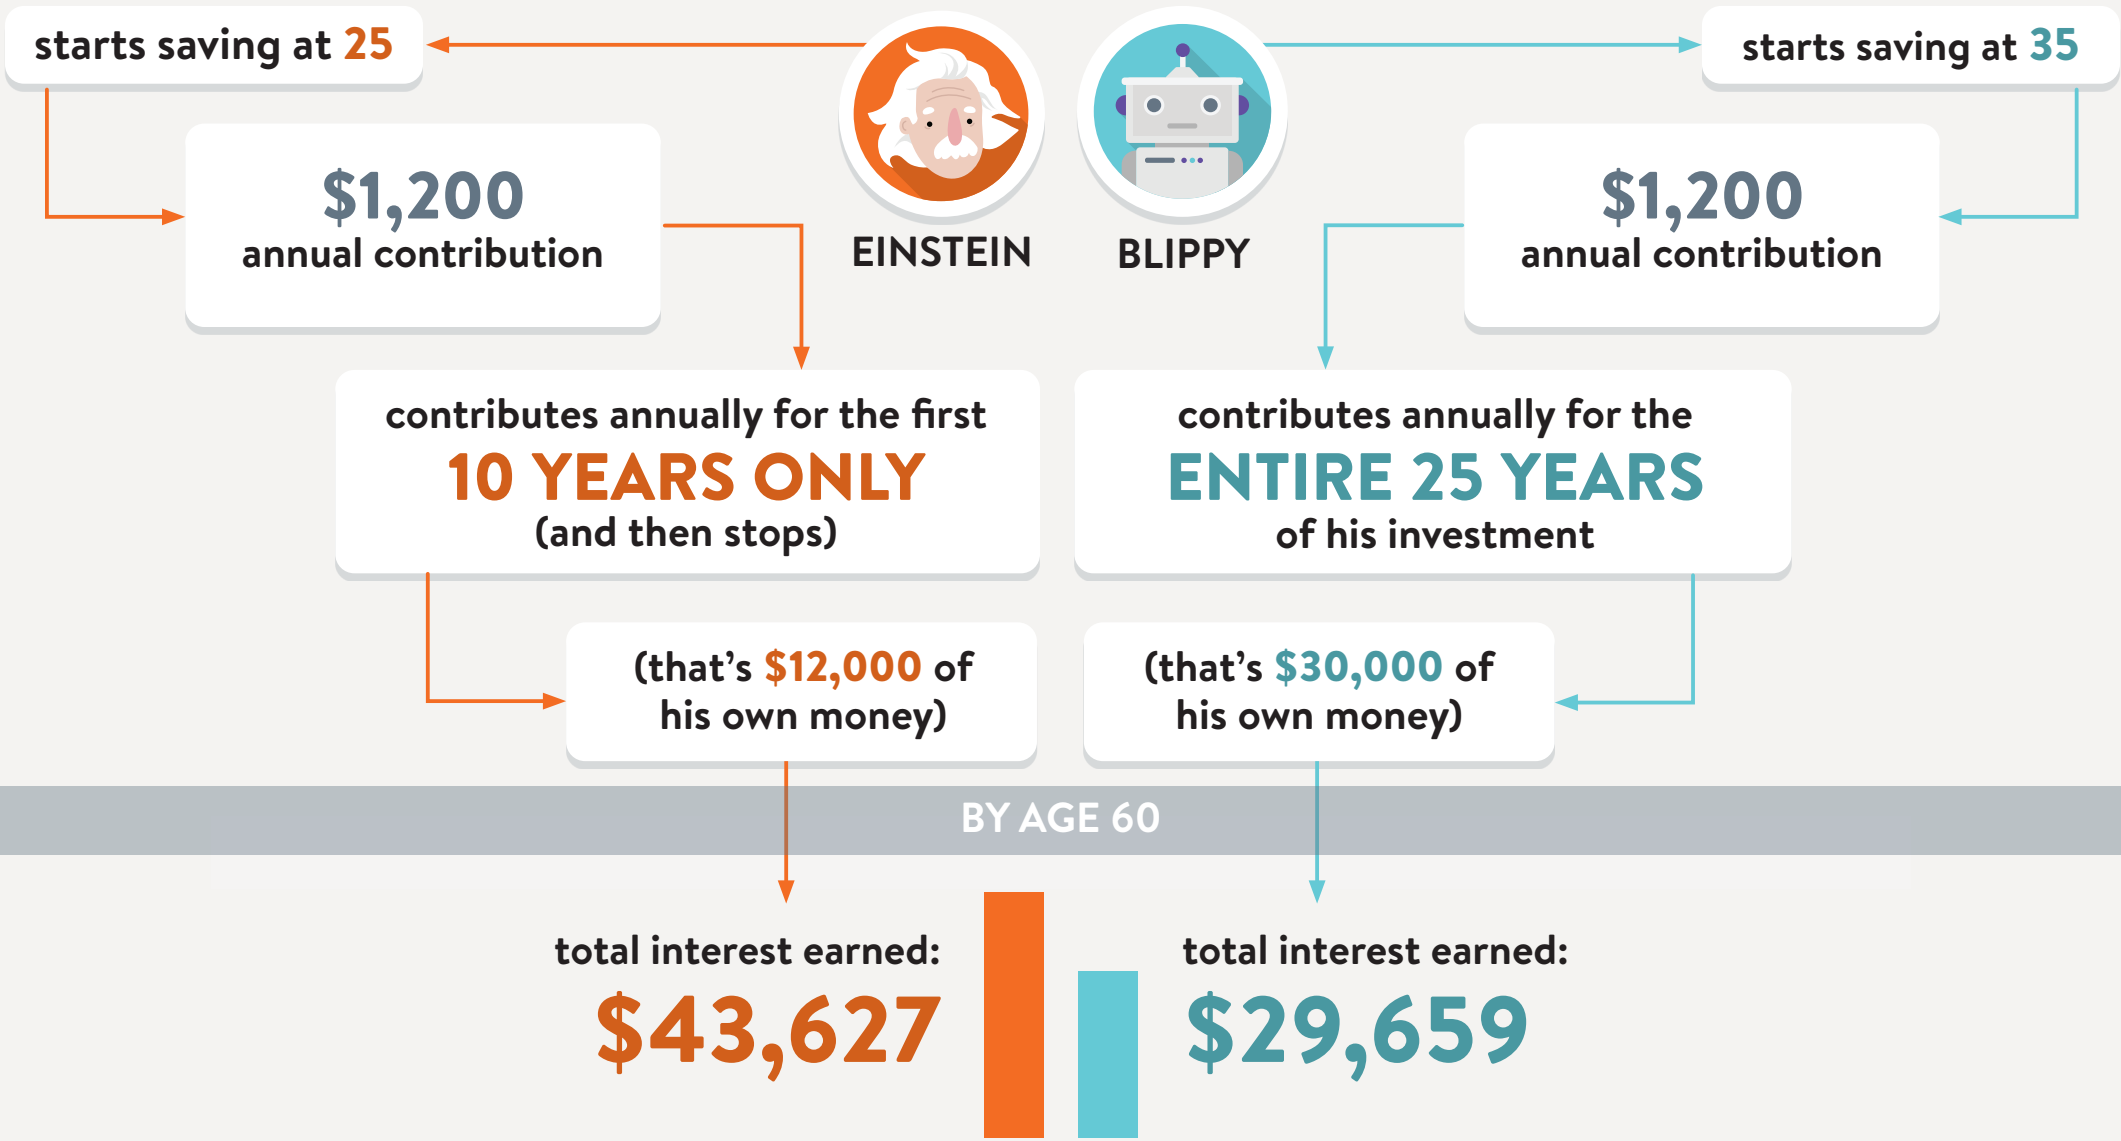 starts saving at 25
$1,200
annual contribution
contributes annually for the first
10 YEARS ONLY
(and then stops)
(that's $12,000 of
his own money)
EINSTEIN
BLIPPY
starts saving at 35
$1,200
annual contribution
contributes annually for the
ENTIRE 25 YEARS
of his investment
(that's $30,000 of
his own money)
BY AGE 60
total interest earned:
$43,627
total interest earned:
$29,659